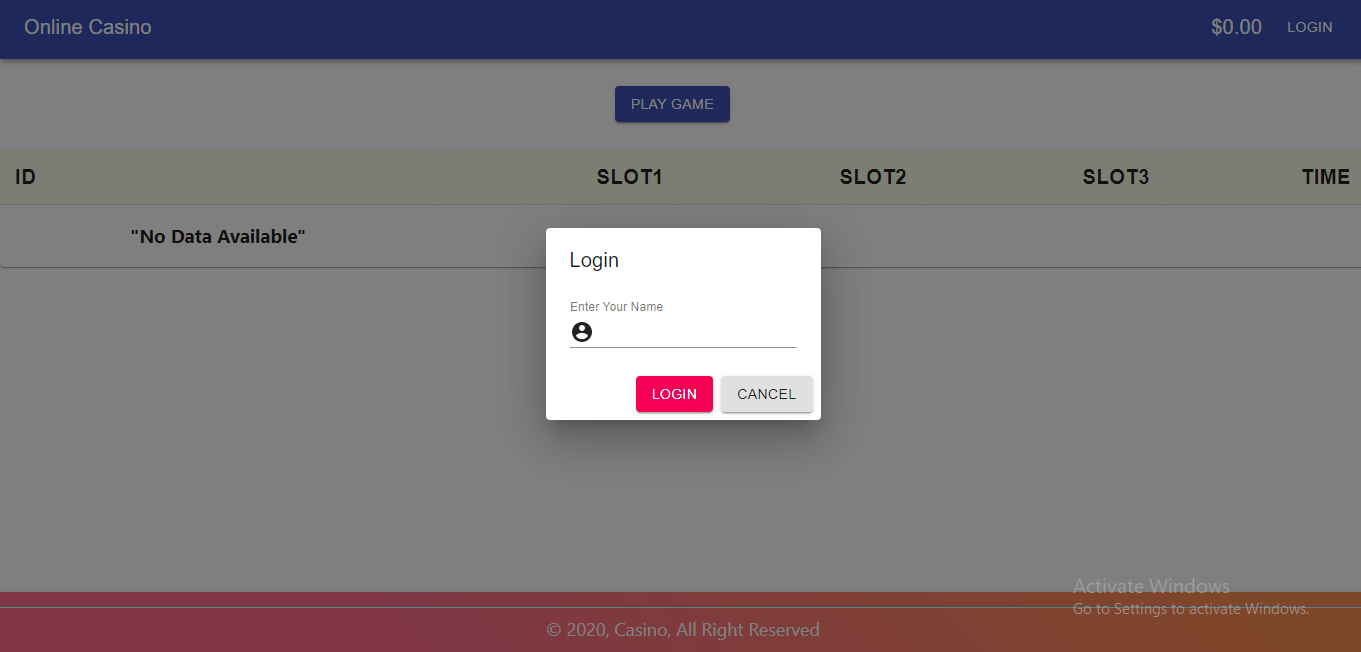 Online Casino $0.00 LOGIN
PLAY GAME
ID SLOT1 SLOT2 SLOT3 TIME
"No Data Available"
Login
Enter Your Name
LOGIN CANCEL
Activate Windows
Go to Settings to activate Windows.
© 2020, Casino, All Right Reserved